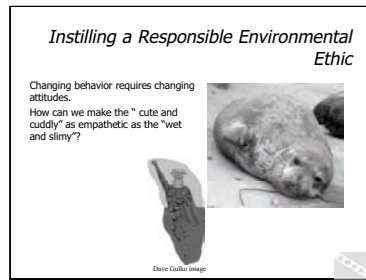 Instilling a Responsible Environmental
Ethic
Changing behavior requires changing
attitudes.
How can we make the “ cute and
cuddly” as empathetic as the “wet
and slimy”?
Dave Gulko image